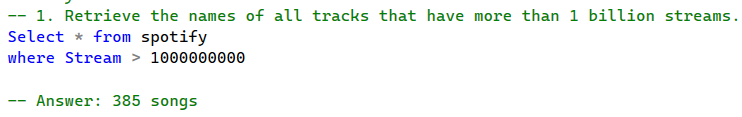 -- 1. Retrieve the names of all tracks that have more than 1 billion streams.
Select * from spotify
where Stream > 1000000000
-- Answer: 385 songs